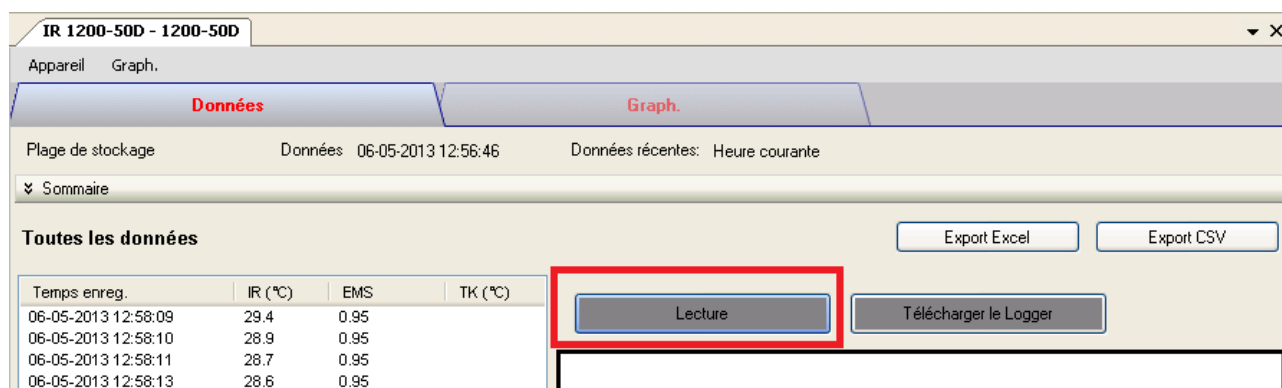 IR 1200-50D - 1200-50D
Appareil Graph.
Données Graph.
Plage de stockage Données 06-05-2013 12:56:46 Données récentes: Heure courante
Sommaire
Toutes les données Export Excel Export CSV
Temps enreg. IR (°C) EMS TK (°C)
Lecture Télécharger le Logger
06-05-2013 12:58:09 29.4 0.95
06-05-2013 12:58:10 28.9 0.95
06-05-2013 12:58:11 28.7 0.95
06-05-2013 12:58:13 28.6 0.95